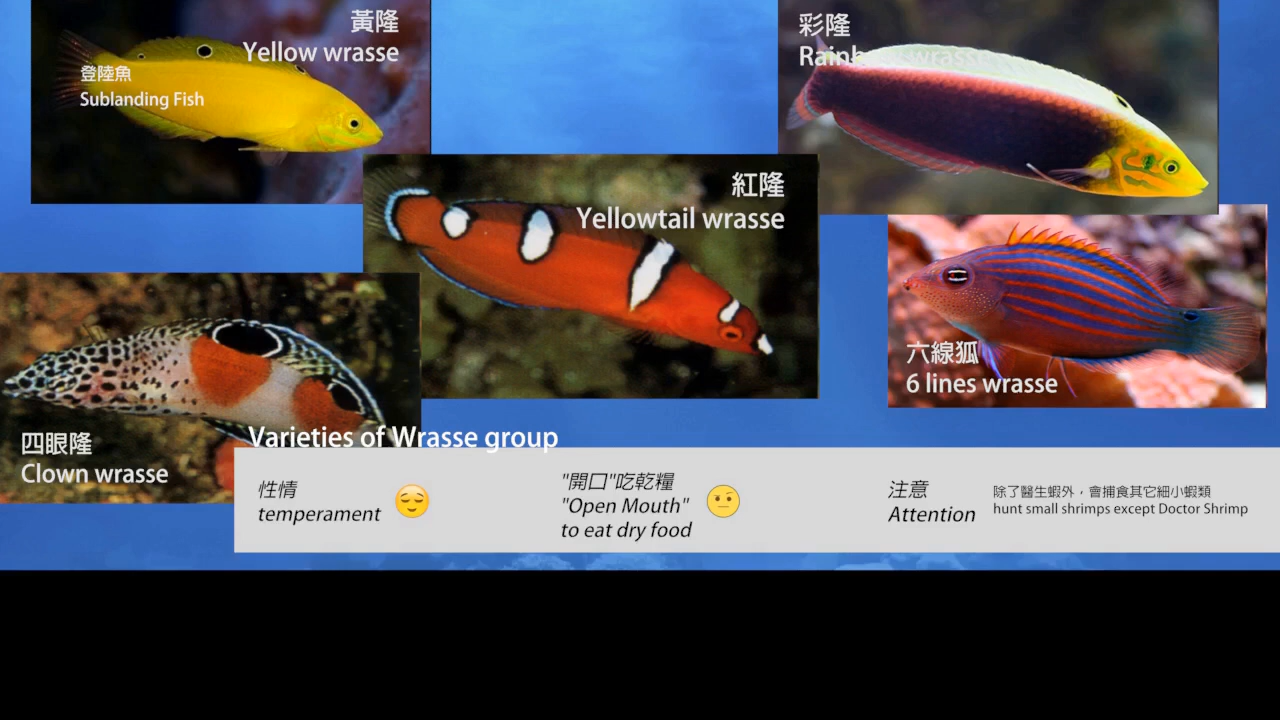 黃隆
Yellow wrasse
登陸魚
Sublanding Fish
彩隆
Rainbow wrasse
紅隆
Yellowtail wrasse
六線狐
6 lines wrasse
四眼隆
Clown wrasse
Varieties of Wrasse group
性情
temperament
"開口"吃乾糧
"Open Mouth"
to eat dry food
注意
Attention
除了醫生蝦外，會捕食其它細小蝦類
hunt small shrimps except Doctor Shrimp